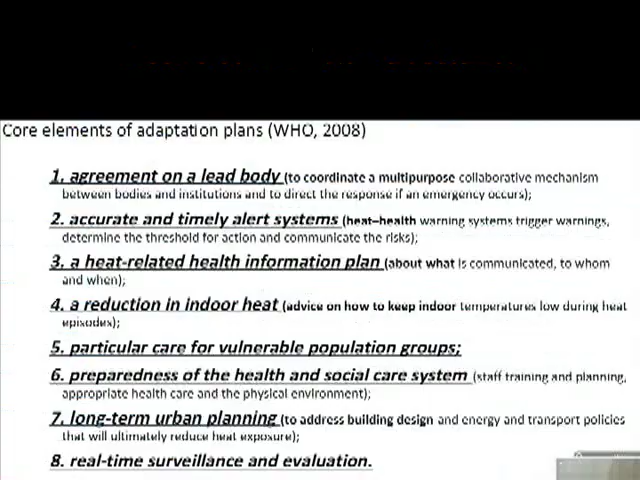 Core elements of adaptation plans (WHO, 2008)
1. agreement on a lead body (to coordinate a multipurpose collaborative mechanism
between bodies and institutions and to direct the response if an emergency occurs);
2. accurate and timely alert systems (heat–health warning systems trigger warnings,
determine the threshold for action and communicate the risks);
3. a heat-related health information plan (about what is communicated, to whom
and when);
4. a reduction in indoor heat (advice on how to keep indoor temperatures low during heat
episodes);
5. particular care for vulnerable population groups;
6. preparedness of the health and social care system (staff training and planning,
appropriate health care and the physical environment);
7. long-term urban planning (to address building design and energy and transport policies
that will ultimately reduce heat exposure);
8. real-time surveillance and evaluation.